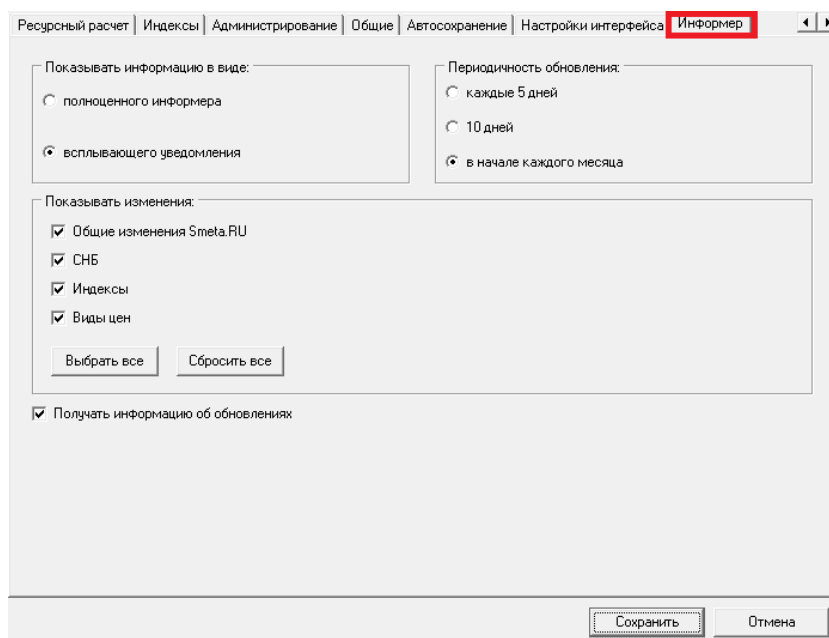 Ресурсный расчет Индексы Администрирование Общие Автосохранение Настройки интерфейса Информер
Показывать информацию в виде:
полноценного информера
всплывающего уведомления
Периодичность обновления:
каждые 5 дней
10 дней
в начале каждого месяца
Показывать изменения:
Общие изменения Smeta.RU
СНБ
Индексы
Виды цен
Выбрать все Сбросить все
Получать информацию об обновлениях
Сохранить Отмена